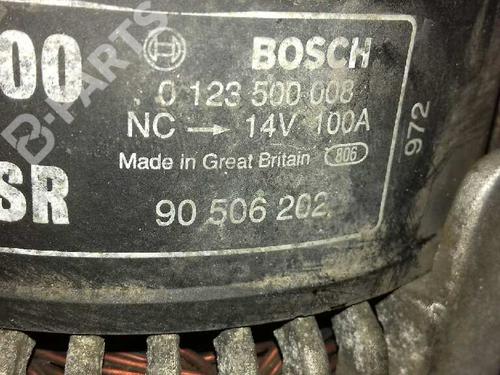 00
BOSCH
0 123 500 008
NC → 14V 100A
Made in Great Britain 806
972
SR
90 506 202
B-PARTS